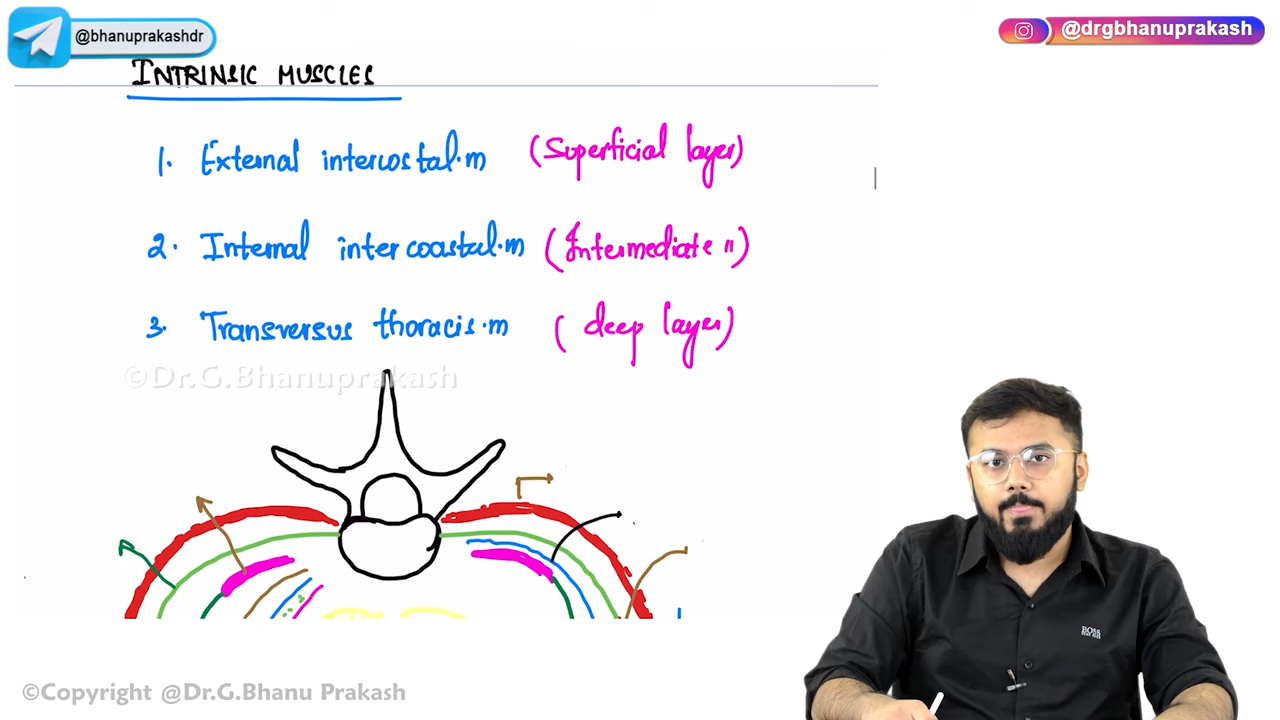 @bhanuprakashdr
@drgbhanuprakash
INTRINSIC MUSCLES
1. External intercostal.m (Superficial layer)
2. Internal intercoastal.m (Intermediate ")
3. Transversus thoracis.m (deep layer)
©Dr.G.Bhanuprakash
BOSS
©Copyright @Dr.G.Bhanu Prakash